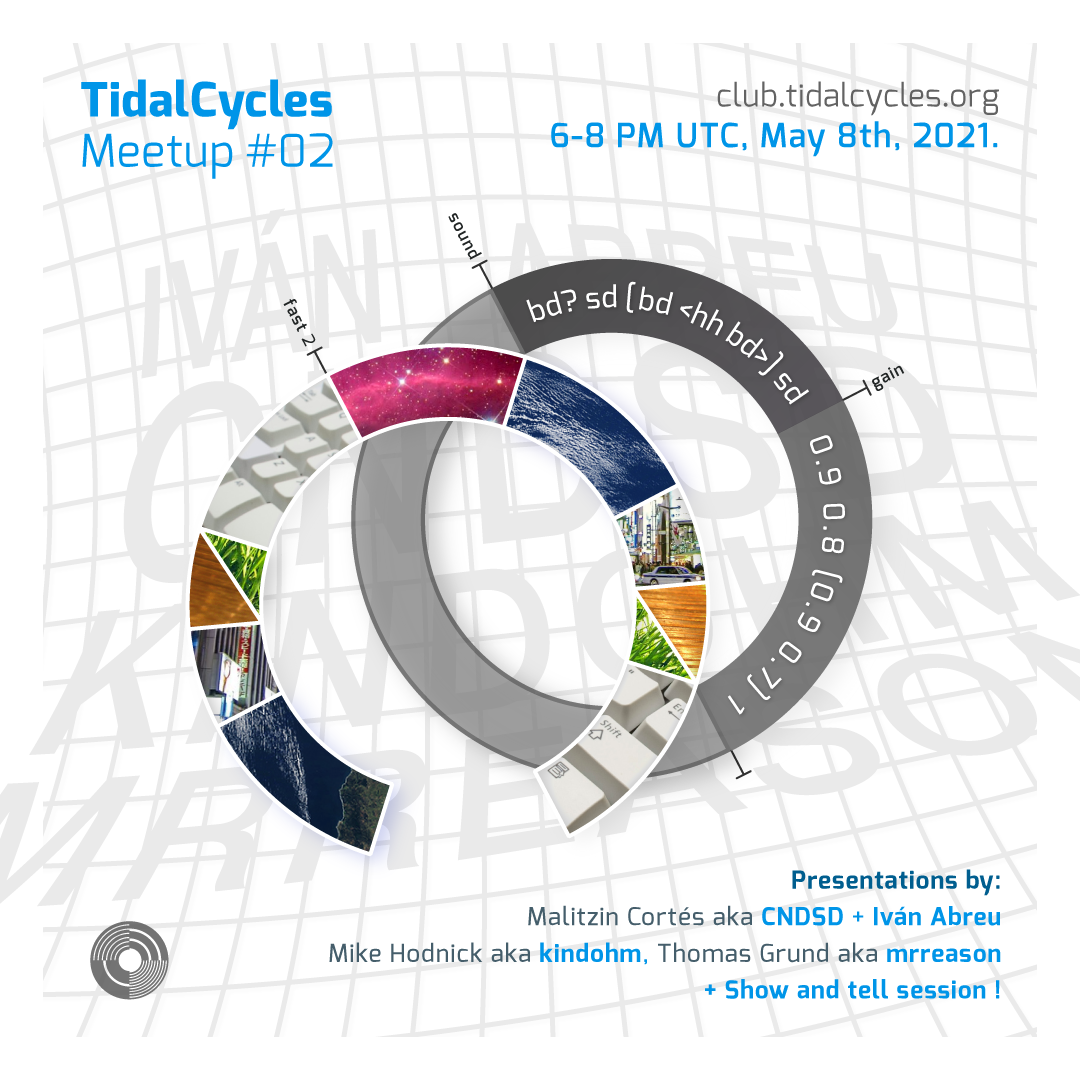 TidalCycles
Meetup #02
club.tidalcycles.org
6-8 PM UTC, May 8th, 2021.
IVÁN ABREU
CNDSD
KINDOHM
MRREASON
sound
fast 2
bd? sd [bd <hh bd>] sd
gain
0.9 0.8 [0.9 0.7] 1
Shift
Presentations by:
Malitzin Cortés aka CNDSD + Iván Abreu
Mike Hodnick aka kindohm, Thomas Grund aka mrreason
+ Show and tell session !